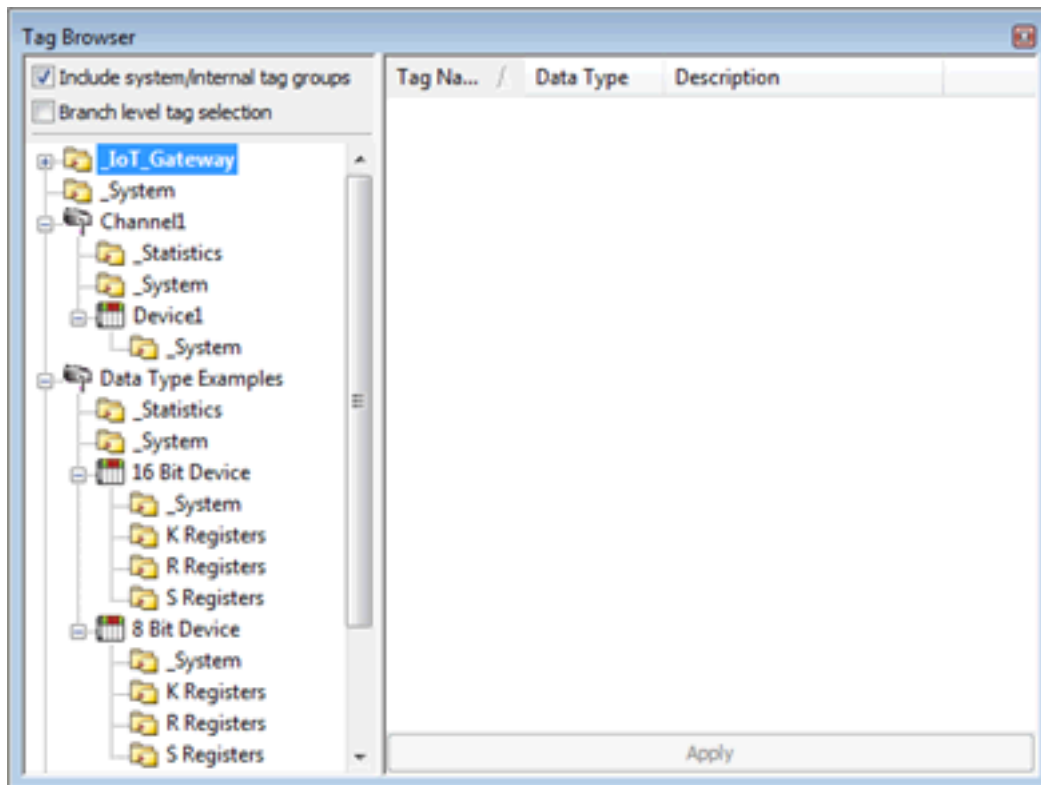 Tag Browser
Include system/internal tag groups
Branch level tag selection
Tag Na... Data Type Description
_IoT_Gateway
_System
Channel1
_Statistics
_System
Device1
_System
Data Type Examples
_Statistics
_System
16 Bit Device
_System
K Registers
R Registers
S Registers
8 Bit Device
_System
K Registers
R Registers
S Registers
Apply